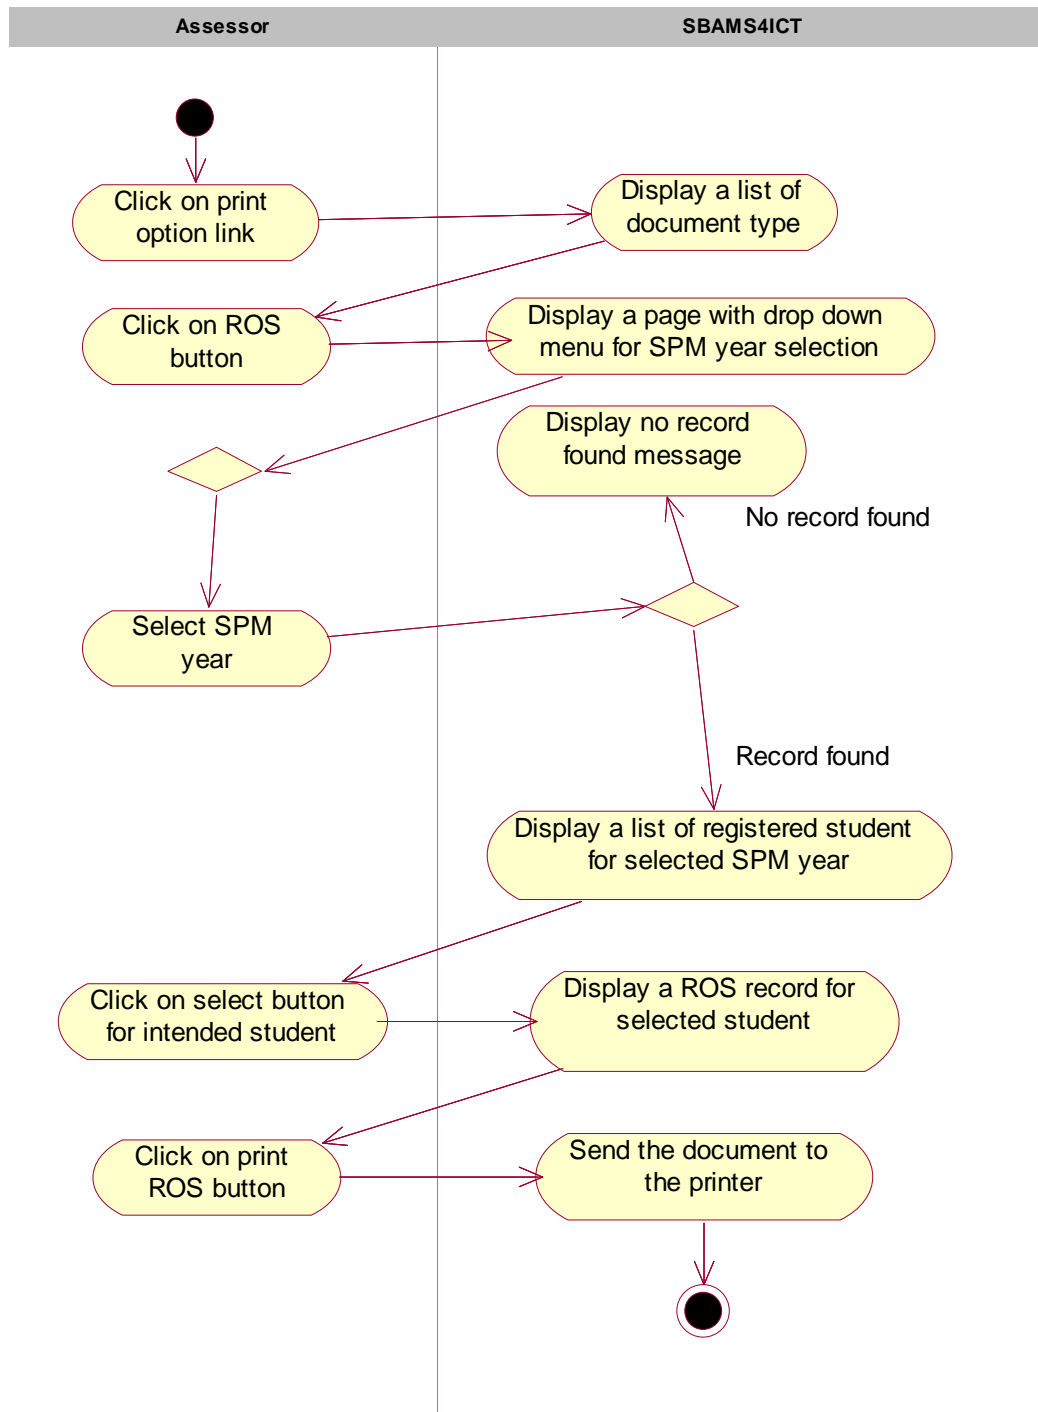 Assessor
SBAMS4ICT
Click on print
option link
Display a list of
document type
Click on ROS
button
Display a page with drop down
menu for SPM year selection
Display no record
found message
No record found
Select SPM
year
Record found
Display a list of registered student
for selected SPM year
Click on select button
for intended student
Display a ROS record for
selected student
Click on print
ROS button
Send the document to
the printer